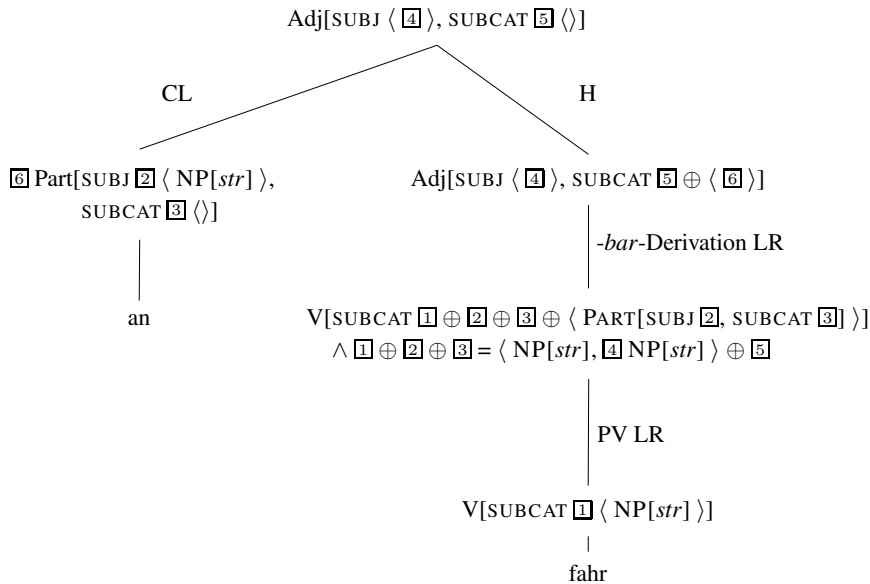 Adj[SUBJ ⟨ 4 ⟩, SUBCAT 5 ⟨⟩]
CL
H
6 Part[SUBJ 2 ⟨ NP[str] ⟩,
SUBCAT 3 ⟨⟩]
Adj[SUBJ ⟨ 4 ⟩, SUBCAT 5 ⊕ ⟨ 6 ⟩]
-bar-Derivation LR
an
V[SUBCAT 1 ⊕ 2 ⊕ 3 ⊕ ⟨ PART[SUBJ 2, SUBCAT 3] ⟩]
∧ 1 ⊕ 2 ⊕ 3 = ⟨ NP[str], 4 NP[str] ⟩ ⊕ 5
PV LR
V[SUBCAT 1 ⟨ NP[str] ⟩]
fahr